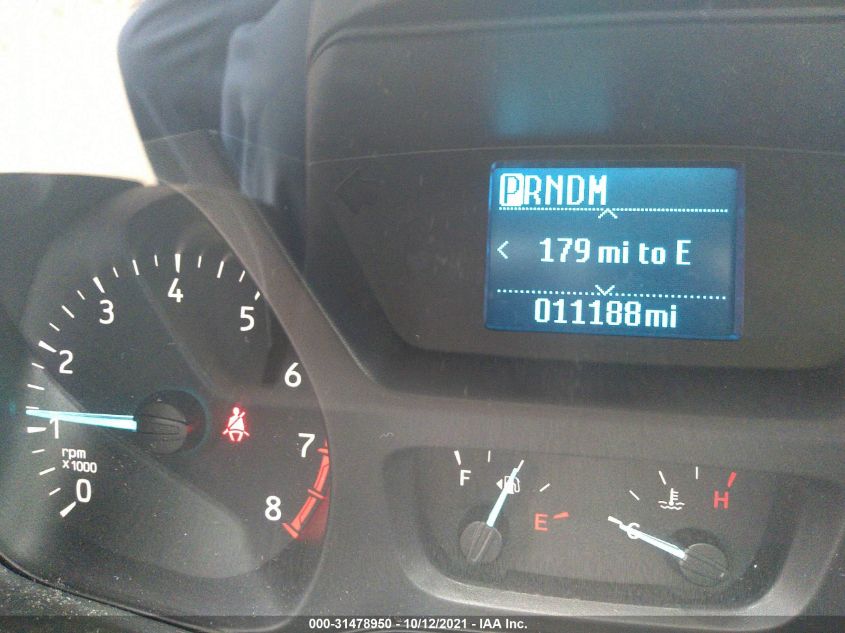 PRNDM
179 mi to E
011188mi
0
1
2
3
4
5
6
7
8
rpm
x1000
F
E
C
H
000-31478950 - 10/12/2021 - IAA Inc.